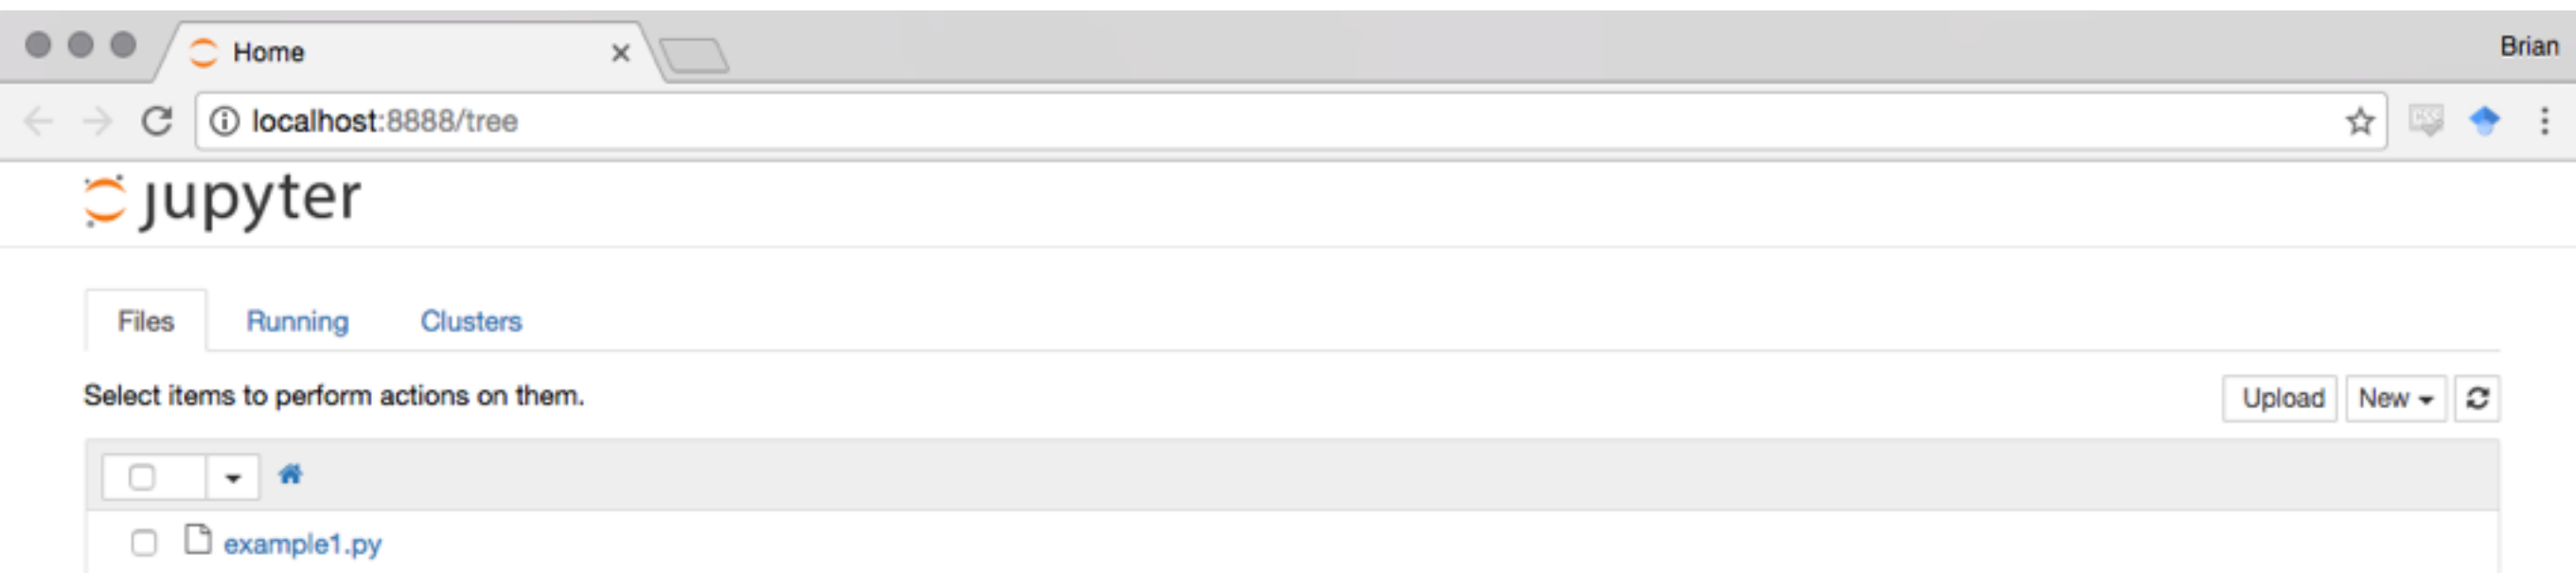 Home
Brian
localhost:8888/tree
jupyter
Files Running Clusters
Select items to perform actions on them.
Upload New
example1.py